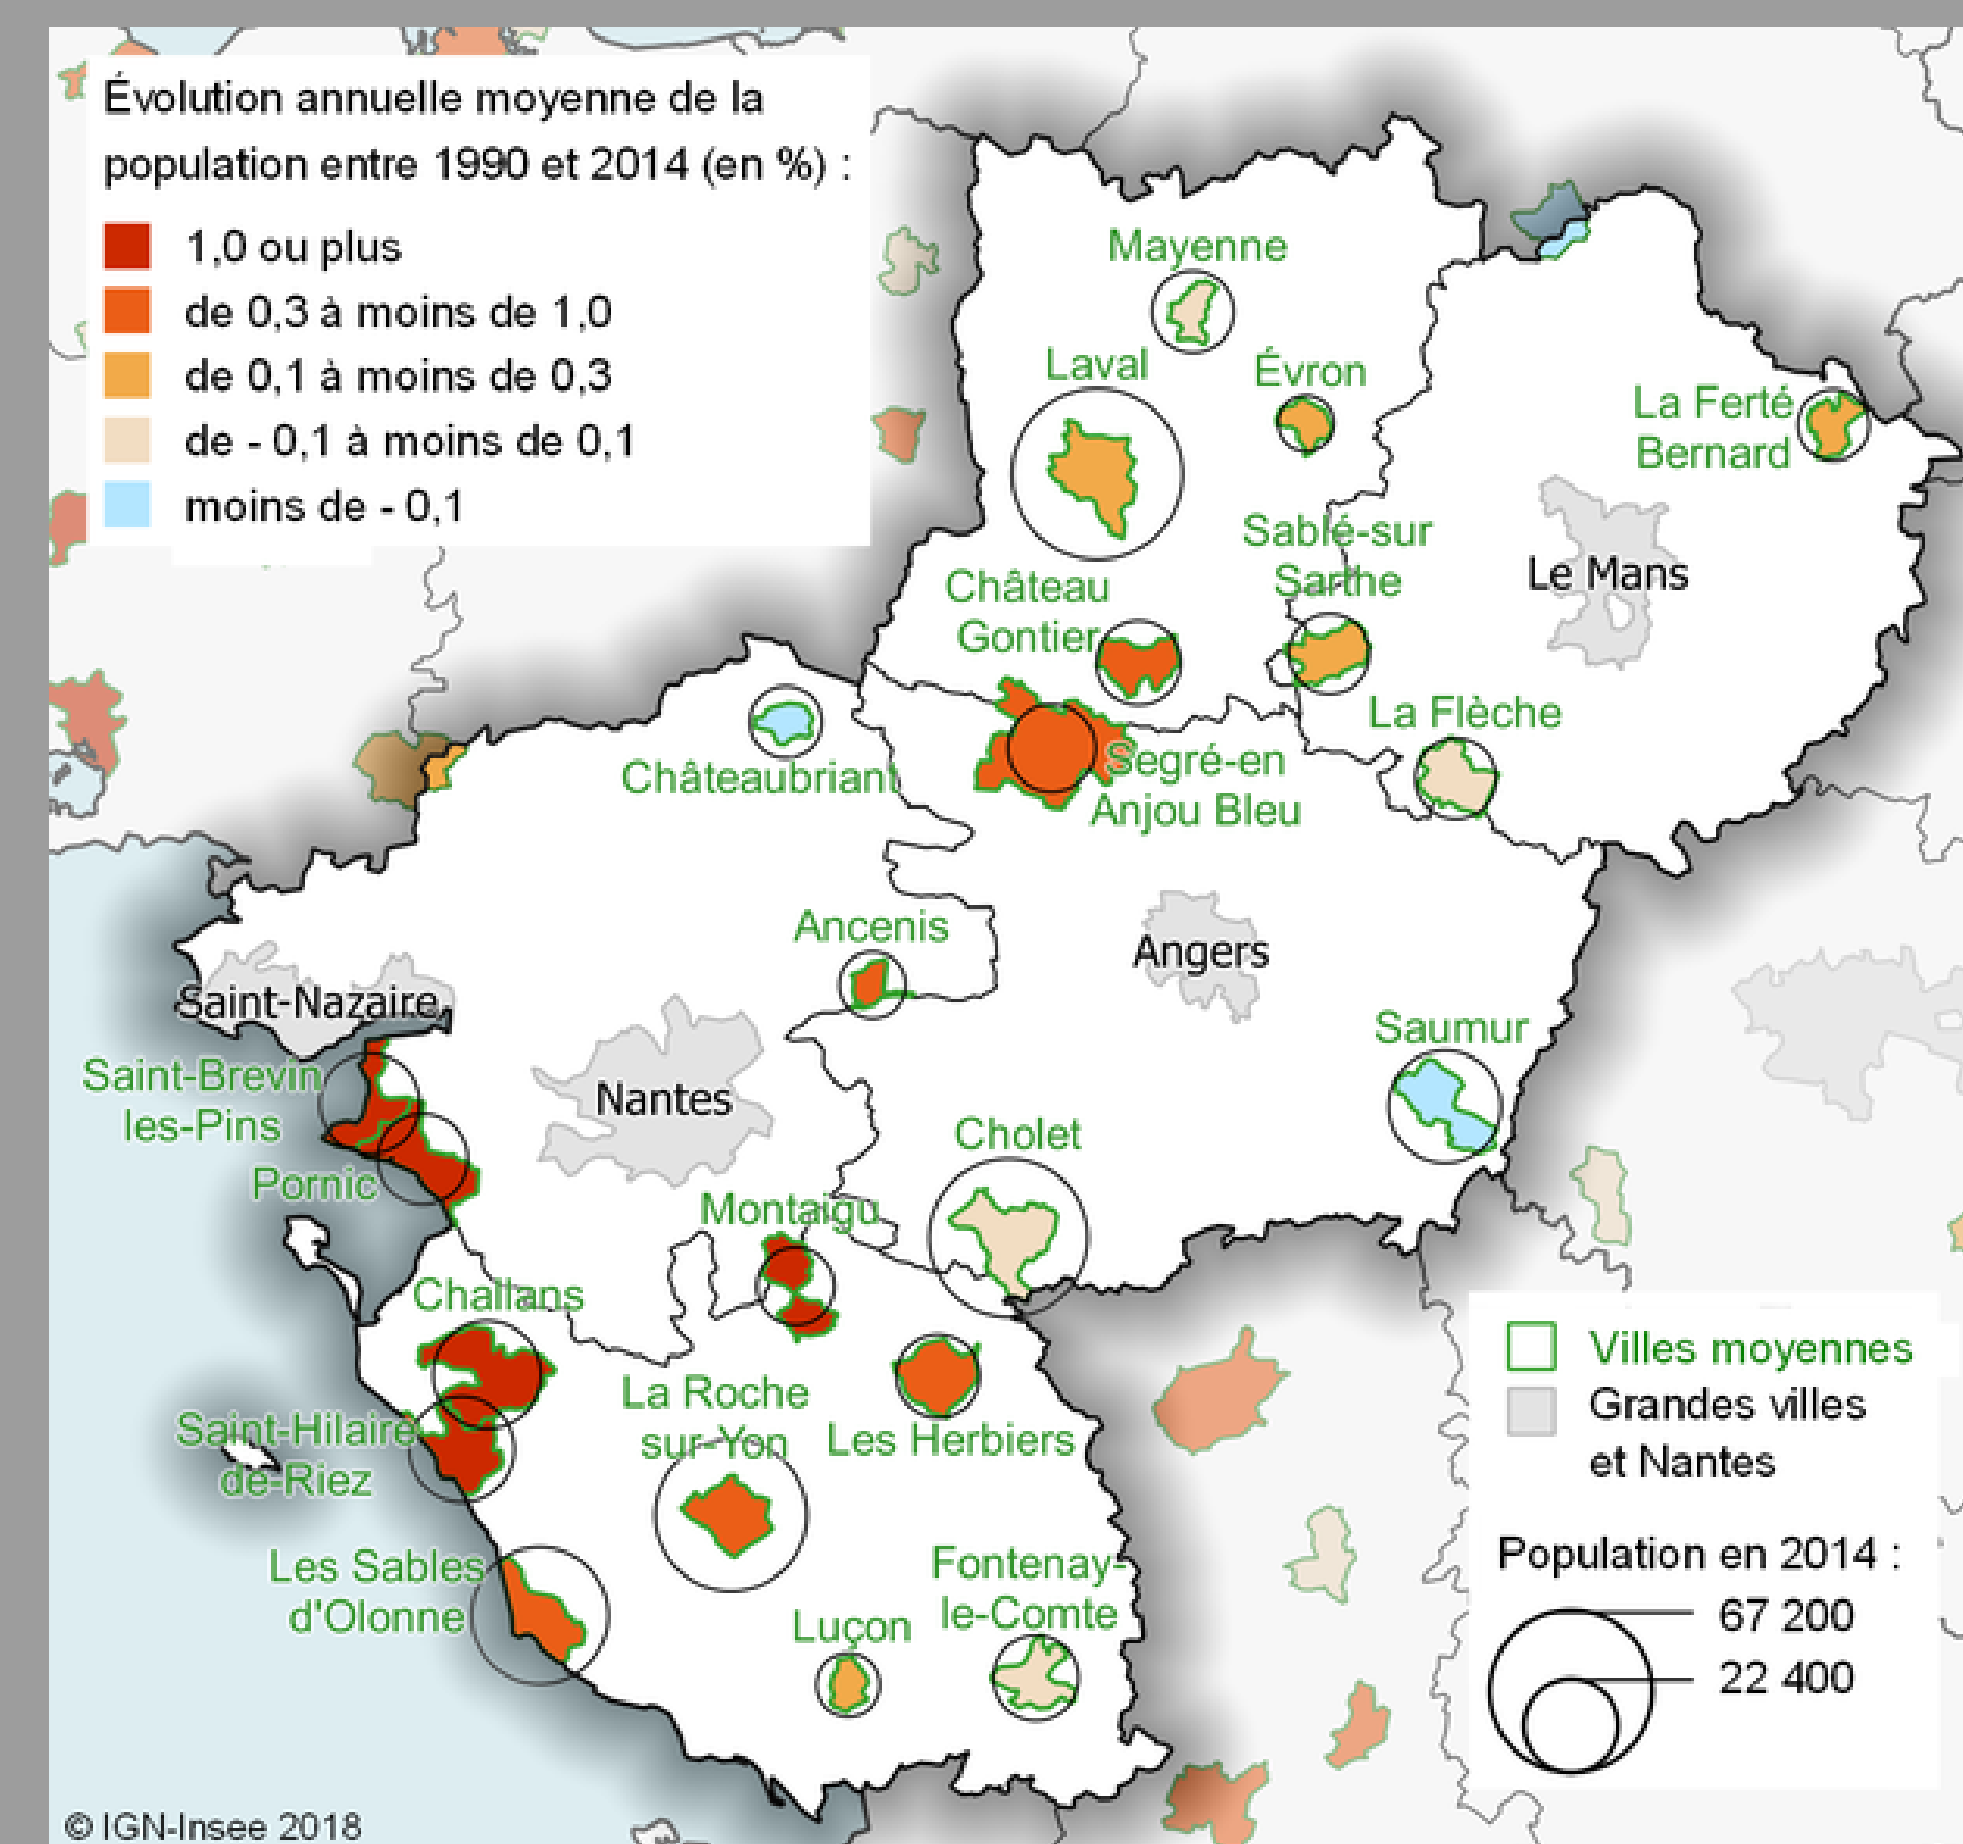 Évolution annuelle moyenne de la
population entre 1990 et 2014 (en %) :
1,0 ou plus
de 0,3 à moins de 1,0
de 0,1 à moins de 0,3
de - 0,1 à moins de 0,1
moins de - 0,1
Mayenne
Laval
Évron
La Ferté
Bernard
Sablé-sur
Sarthe
Le Mans
Château
Gontier
La Flèche
Châteaubriant
Segré-en
Anjou Bleu
Ancenis
Angers
Saint-Nazaire
Saumur
Saint-Brevin
les-Pins
Nantes
Cholet
Pornic
Montaigu
Challans
La Roche
sur-Yon
Les Herbiers
Saint-Hilaire
de-Riez
Les Sables
d'Olonne
Fontenay-
le-Comte
Luçon
Villes moyennes
Grandes villes
et Nantes
Population en 2014 :
67 200
22 400
© IGN-Insee 2018